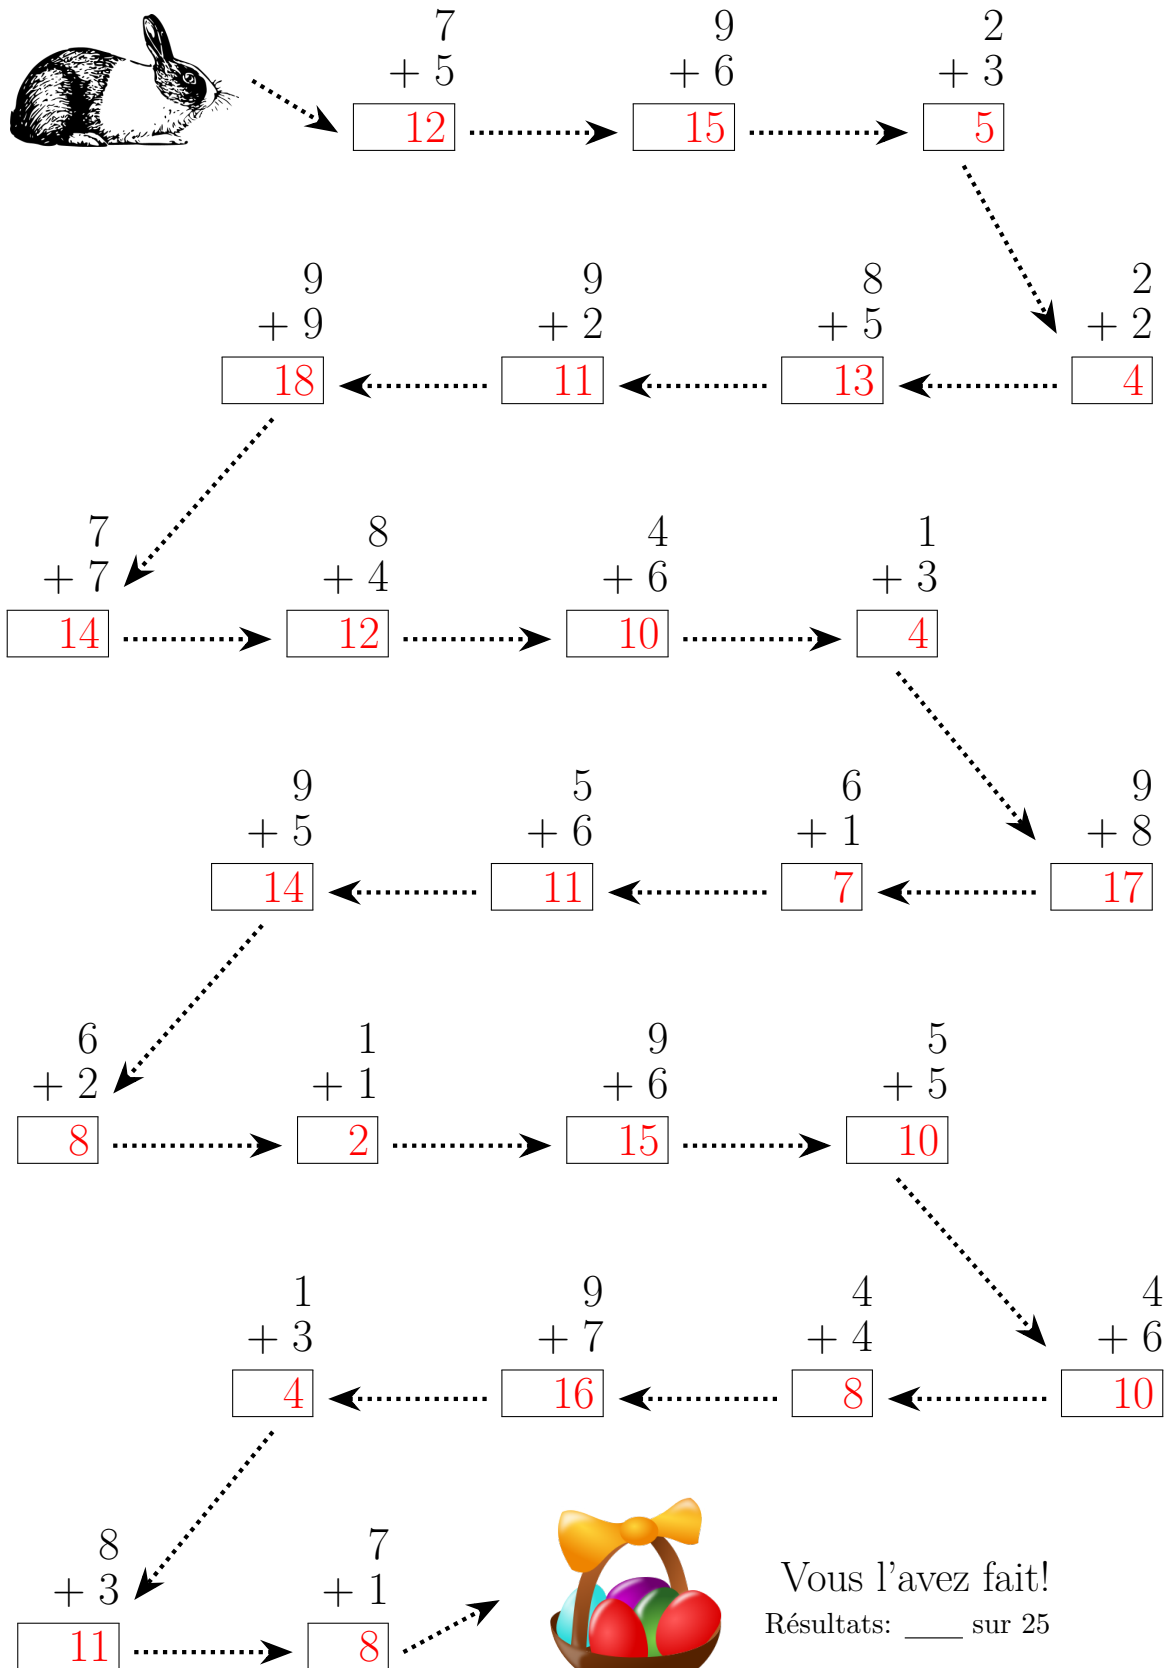 7 9 2
+ 5 + 6 + 3
12 15 5
9 9 8 2
+ 9 + 2 + 5 + 2
18 11 13 4
7 8 4 1
+ 7 + 4 + 6 + 3
14 12 10 4
9 5 6 9
+ 5 + 6 + 1 + 8
14 11 7 17
6 1 9 5
+ 2 + 1 + 6 + 5
8 2 15 10
1 9 4 4
+ 3 + 7 + 4 + 6
4 16 8 10
8 7
+ 3 + 1
11 8
Vous l'avez fait!
Résultats: ____ sur 25